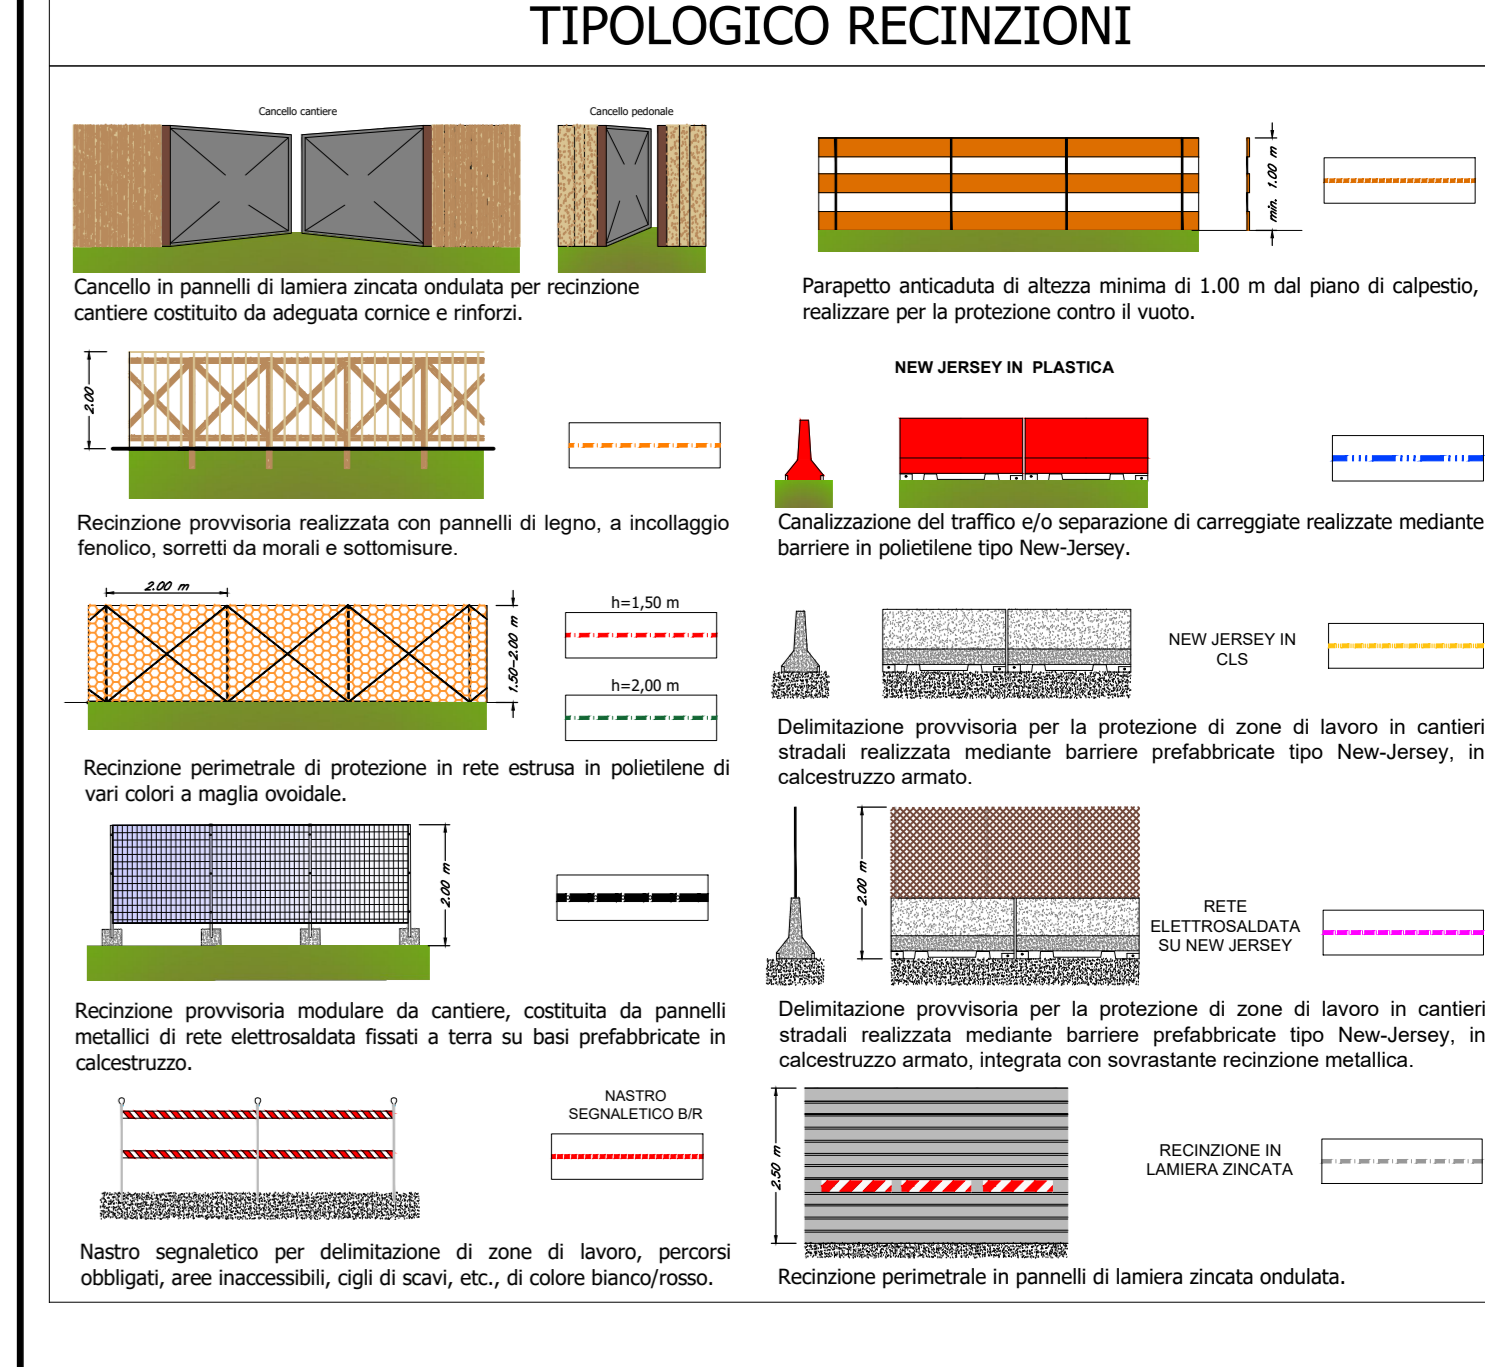 TIPOLOGICO RECINZIONI
Cancello cantiere
Cancello pedonale
Cancello in pannelli di lamiera zincata ondulata per recinzione
cantiere costituito da adeguata cornice e rinforzi.
2.00
Recinzione provvisoria realizzata con pannelli di legno, a incollaggio
fenolico, sorretti da morali e sottomisure.
2.00 m
1.50-2.00 m
h=1,50 m
h=2,00 m
Recinzione perimetrale di protezione in rete estrusa in polietilene di
vari colori a maglia ovoidale.
2.00 m
Recinzione provvisoria modulare da cantiere, costituita da pannelli
metallici di rete elettrosaldata fissati a terra su basi prefabbricate in
calcestruzzo.
NASTRO
SEGNALETICO B/R
Nastro segnaletico per delimitazione di zone di lavoro, percorsi
obbligati, aree inaccessibili, cigli di scavi, etc., di colore bianco/rosso.
min. 1.00 m
Parapetto anticaduta di altezza minima di 1.00 m dal piano di calpestio,
realizzare per la protezione contro il vuoto.
NEW JERSEY IN PLASTICA
Canalizzazione del traffico e/o separazione di carreggiate realizzate mediante
barriere in polietilene tipo New-Jersey.
NEW JERSEY IN
CLS
Delimitazione provvisoria per la protezione di zone di lavoro in cantieri
stradali realizzata mediante barriere prefabbricate tipo New-Jersey, in
calcestruzzo armato.
2.00 m
RETE
ELETTROSALDATA
SU NEW JERSEY
Delimitazione provvisoria per la protezione di zone di lavoro in cantieri
stradali realizzata mediante barriere prefabbricate tipo New-Jersey, in
calcestruzzo armato, integrata con sovrastante recinzione metallica.
2.50 m
RECINZIONE IN
LAMIERA ZINCATA
Recinzione perimetrale in pannelli di lamiera zincata ondulata.